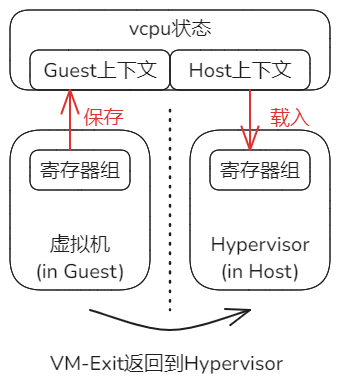 vcpu状态
Guest上下文
Host上下文
保存
载入
寄存器组
寄存器组
虚拟机
(in Guest)
Hypervisor
(in Host)
VM-Exit返回到Hypervisor